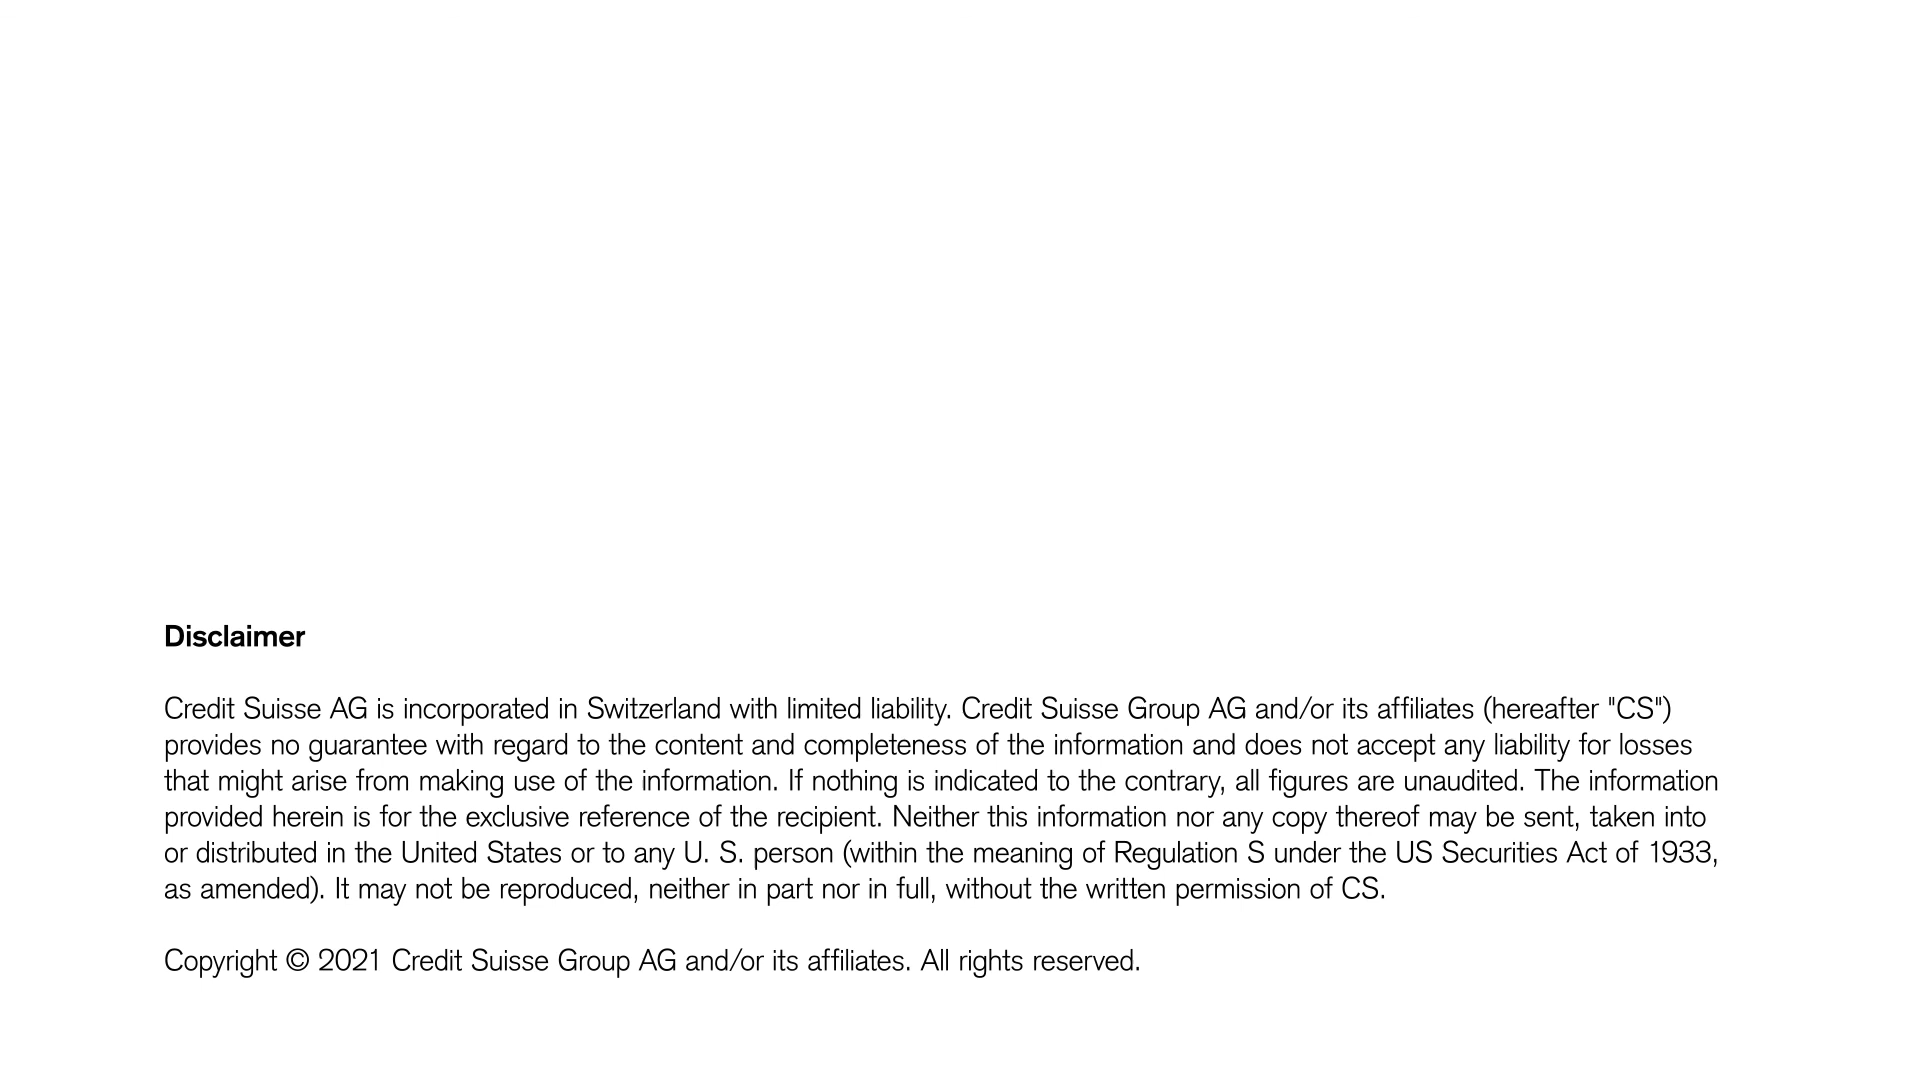 Disclaimer
Credit Suisse AG is incorporated in Switzerland with limited liability. Credit Suisse Group AG and/or its affiliates (hereafter "CS")
provides no guarantee with regard to the content and completeness of the information and does not accept any liability for losses
that might arise from making use of the information. If nothing is indicated to the contrary, all figures are unaudited. The information
provided herein is for the exclusive reference of the recipient. Neither this information nor any copy thereof may be sent, taken into
or distributed in the United States or to any U. S. person (within the meaning of Regulation S under the US Securities Act of 1933,
as amended). It may not be reproduced, neither in part nor in full, without the written permission of CS.
Copyright © 2021 Credit Suisse Group AG and/or its affiliates. All rights reserved.